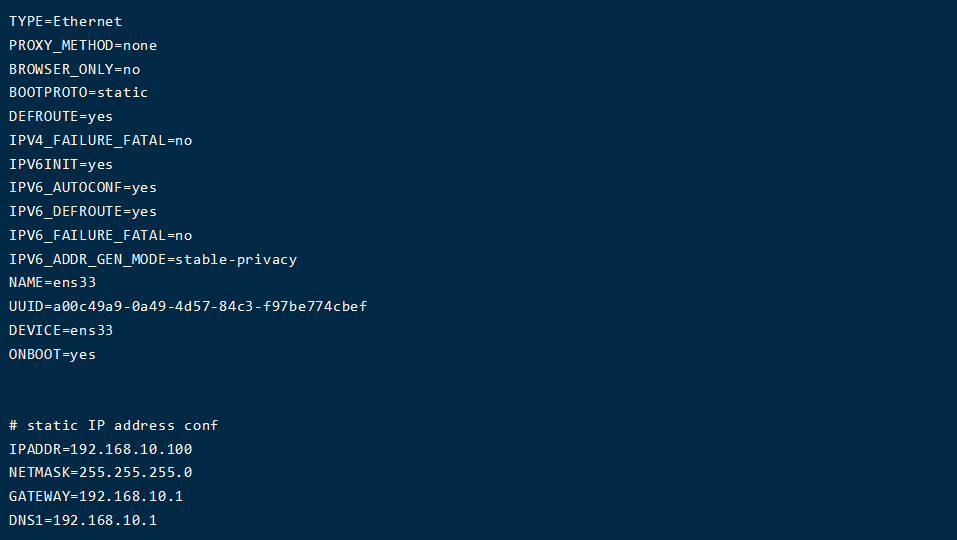 TYPE=Ethernet
PROXY_METHOD=none
BROWSER_ONLY=no
BOOTPROTO=static
DEFROUTE=yes
IPV4_FAILURE_FATAL=no
IPV6INIT=yes
IPV6_AUTOCONF=yes
IPV6_DEFROUTE=yes
IPV6_FAILURE_FATAL=no
IPV6_ADDR_GEN_MODE=stable-privacy
NAME=ens33
UUID=a00c49a9-0a49-4d57-84c3-f97be774cbef
DEVICE=ens33
ONBOOT=yes
# static IP address conf
IPADDR=192.168.10.100
NETMASK=255.255.255.0
GATEWAY=192.168.10.1
DNS1=192.168.10.1